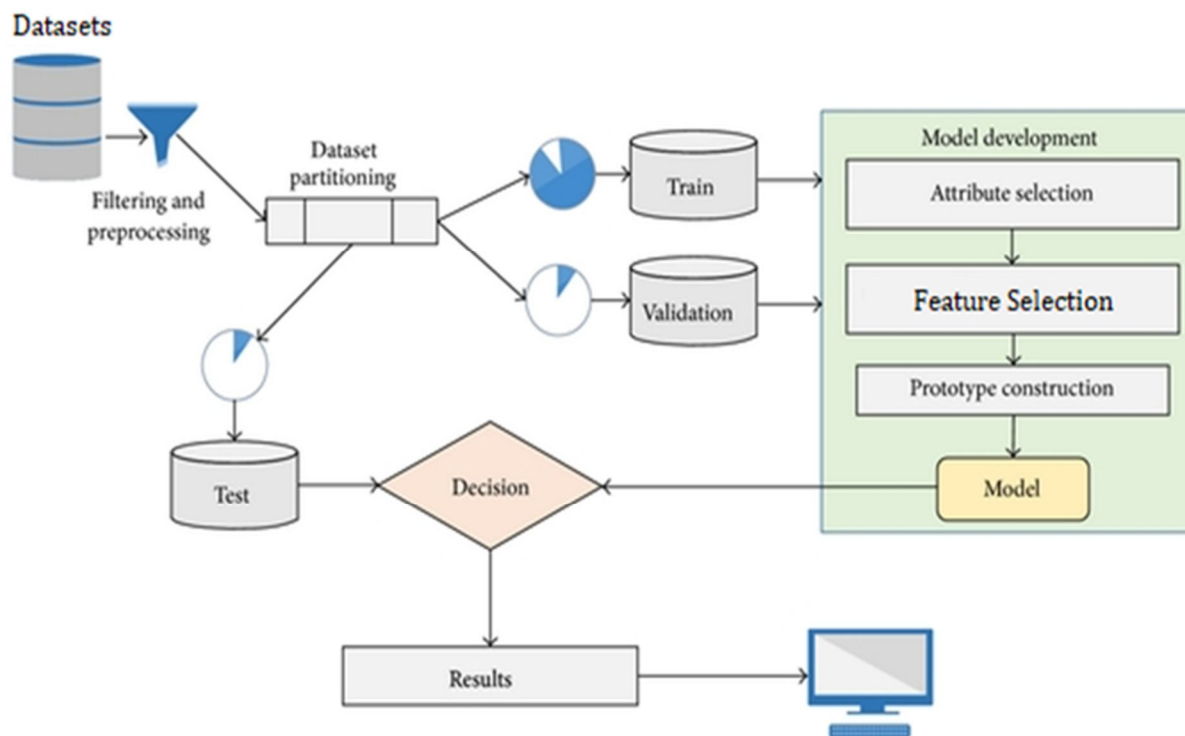 Datasets
Filtering and
preprocessing
Dataset
partitioning
Train
Validation
Test
Model development
Attribute selection
Feature Selection
Prototype construction
Model
Decision
Results